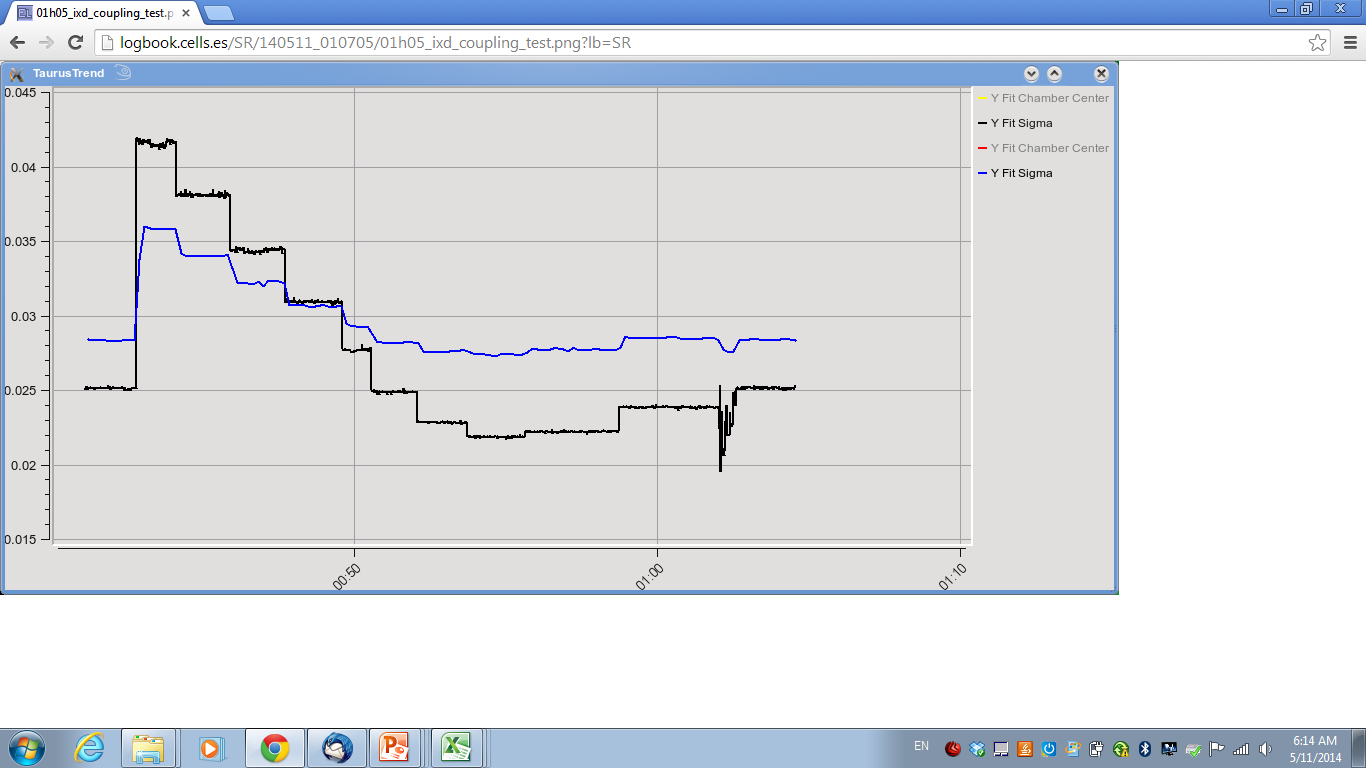 01h05_ixd_coupling_test.p
logbook.cells.es/SR/140511_010705/01h05_ixd_coupling_test.png?lb=SR
TaurusTrend
0.045
0.04
0.035
0.03
0.025
0.02
0.015
00:50
01:00
01:10
Y Fit Chamber Center
Y Fit Sigma
Y Fit Chamber Center
Y Fit Sigma
EN
6:14 AM
5/11/2014